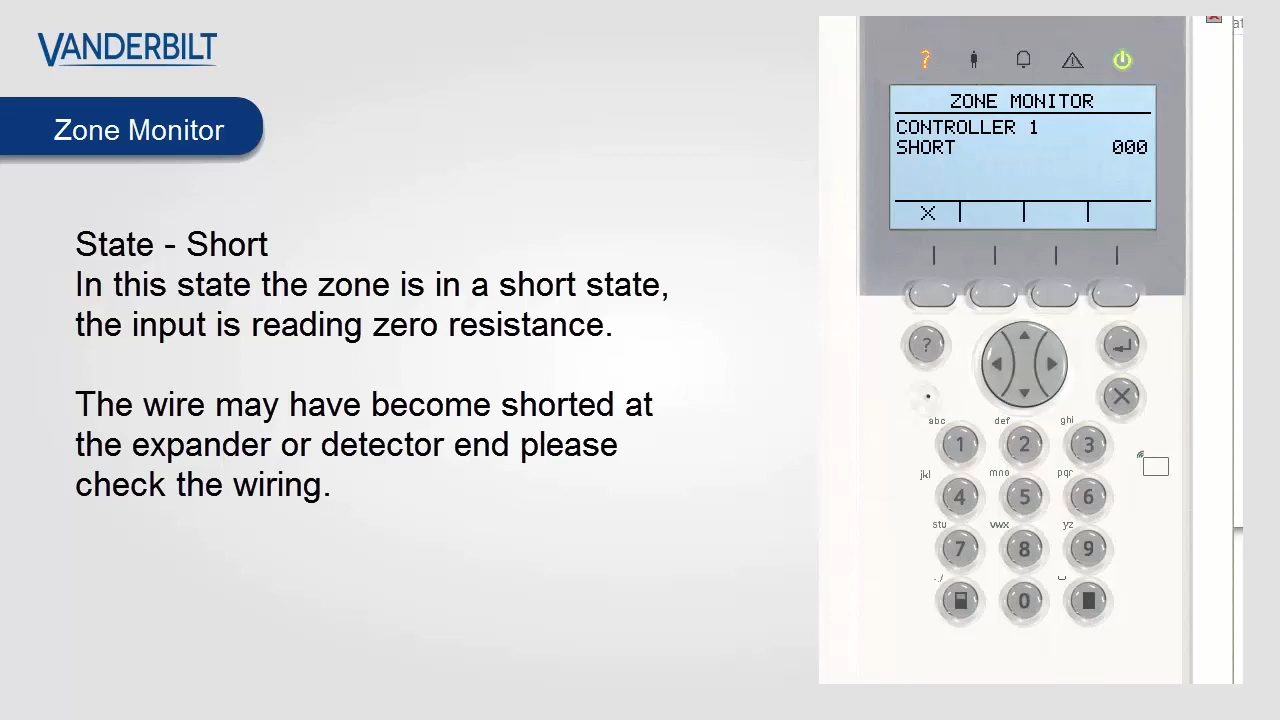 VANDERBILT
Zone Monitor
State - Short
In this state the zone is in a short state,
the input is reading zero resistance.
The wire may have become shorted at
the expander or detector end please
check the wiring.
ZONE MONITOR
CONTROLLER 1
SHORT 000
X
?
abc def ghi
1 2 3
jkl mno pqr
4 5 6
stu vwx yz
7 8 9
0